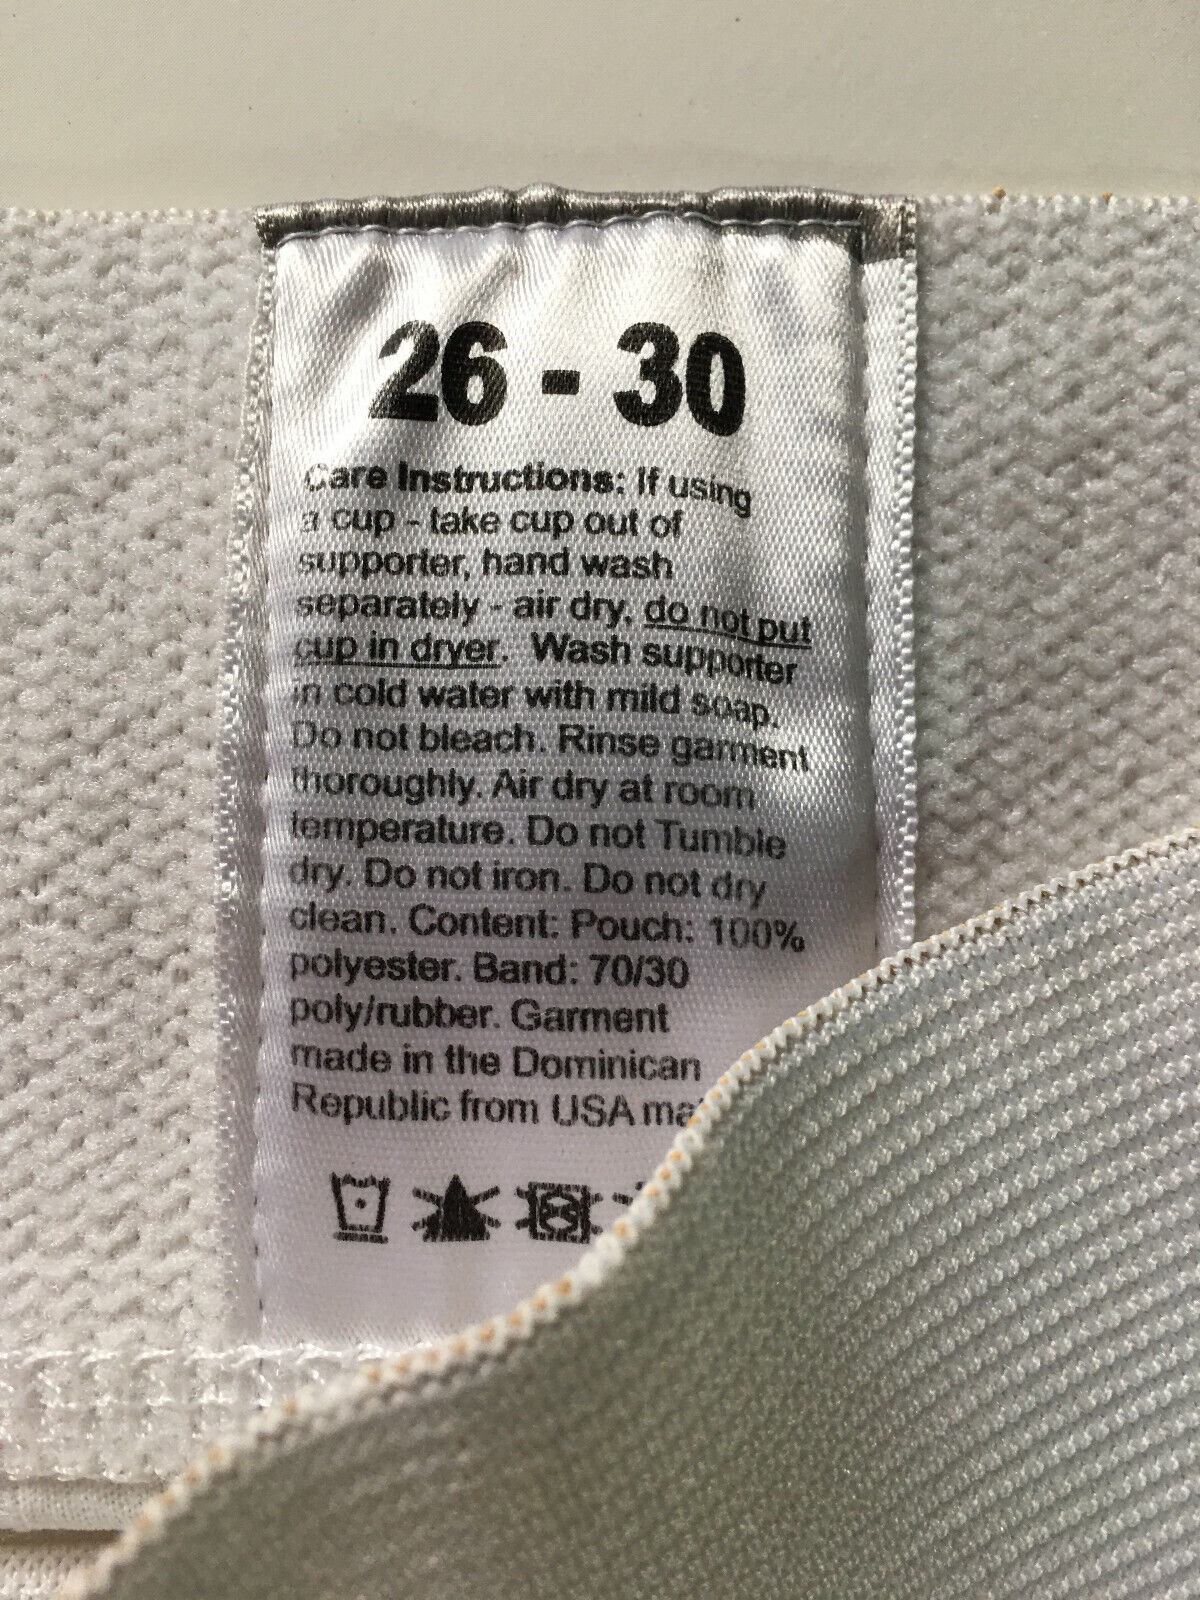 26 - 30
Care Instructions: If using
a cup - take cup out of
supporter, hand wash
separately - air dry, do not put
cup in dryer. Wash supporter
in cold water with mild soap.
Do not bleach. Rinse garment
thoroughly. Air dry at room
temperature. Do not Tumble
dry. Do not iron. Do not dry
clean. Content: Pouch: 100%
polyester. Band: 70/30
poly/rubber. Garment
made in the Dominican
Republic from USA